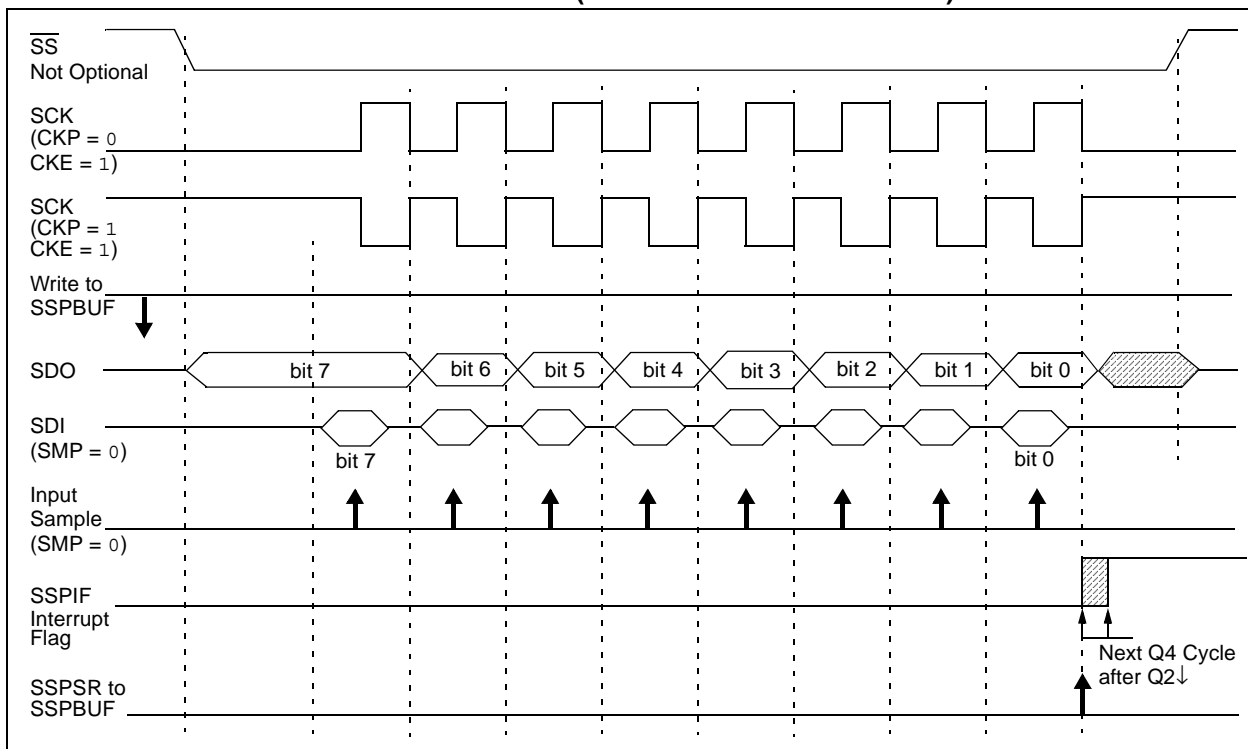 SS
Not Optional
SCK
(CKP = 0
CKE = 1)
SCK
(CKP = 1
CKE = 1)
Write to
SSPBUF
SDO
bit 7
bit 6
bit 5
bit 4
bit 3
bit 2
bit 1
bit 0
SDI
(SMP = 0)
bit 7
bit 0
Input
Sample
(SMP = 0)
SSPIF
Interrupt
Flag
Next Q4 Cycle
after Q2↓
SSPSR to
SSPBUF